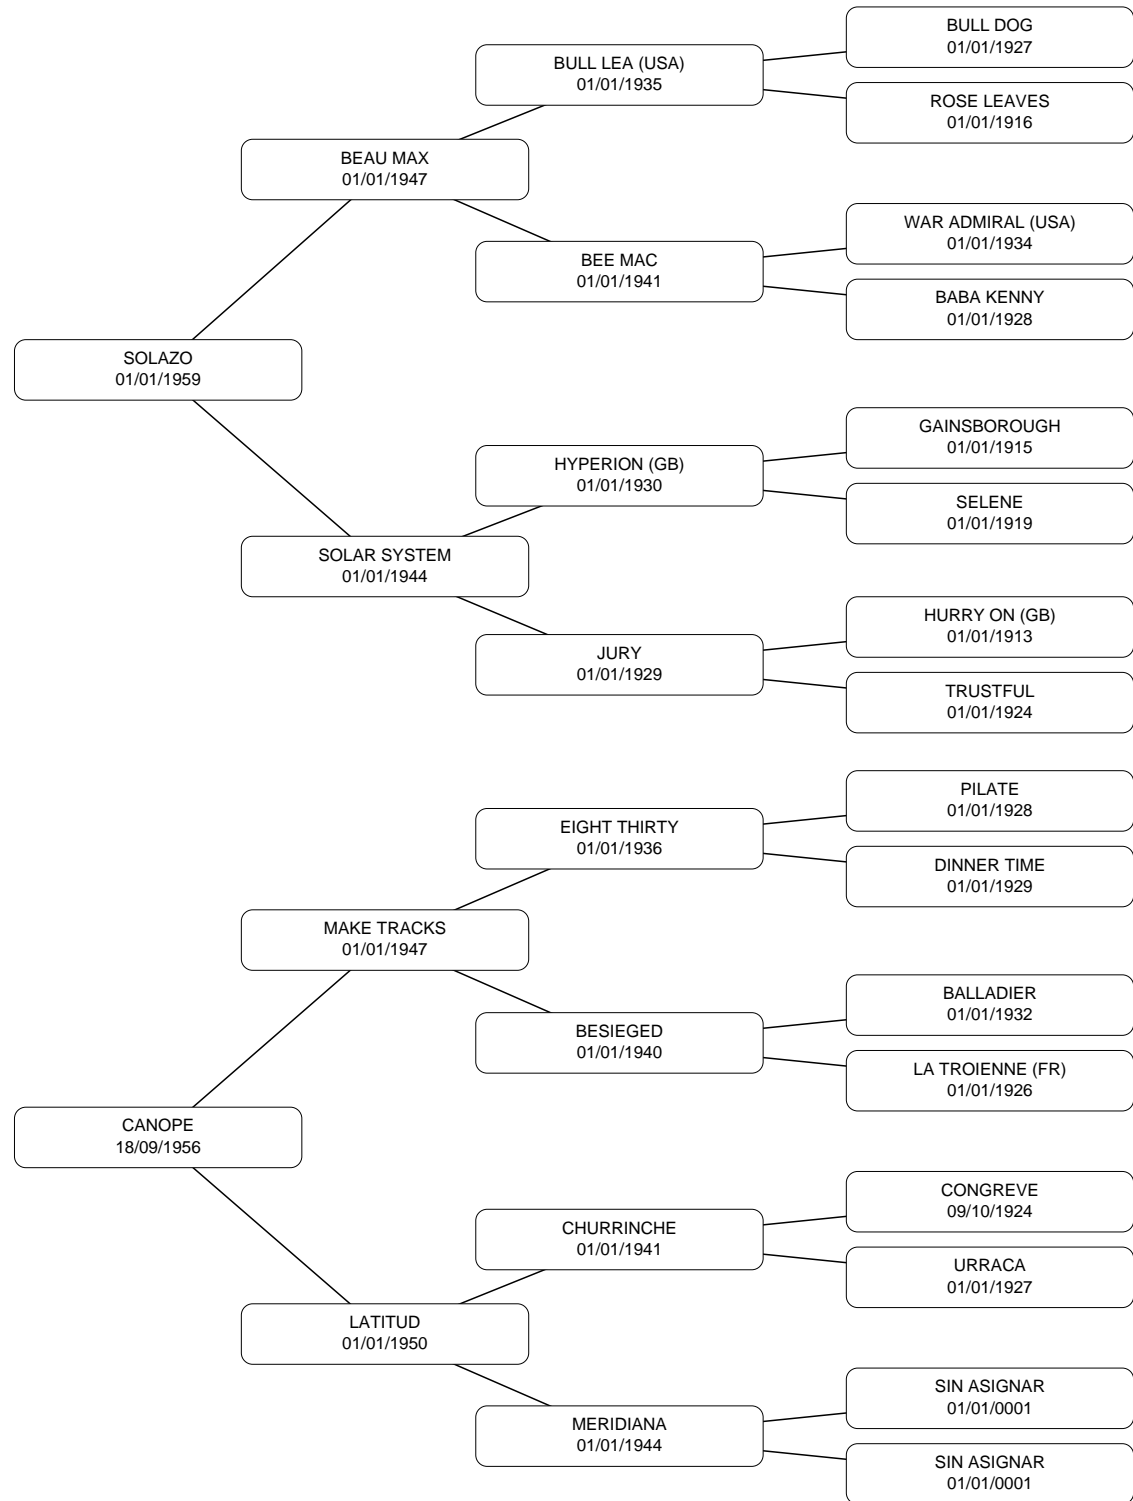 BULL DOG
01/01/1927
BULL LEA (USA)
01/01/1935
ROSE LEAVES
01/01/1916
BEAU MAX
01/01/1947
WAR ADMIRAL (USA)
01/01/1934
BEE MAC
01/01/1941
BABA KENNY
01/01/1928
SOLAZO
01/01/1959
GAINSBOROUGH
01/01/1915
HYPERION (GB)
01/01/1930
SELENE
01/01/1919
SOLAR SYSTEM
01/01/1944
HURRY ON (GB)
01/01/1913
JURY
01/01/1929
TRUSTFUL
01/01/1924
PILATE
01/01/1928
EIGHT THIRTY
01/01/1936
DINNER TIME
01/01/1929
MAKE TRACKS
01/01/1947
BALLADIER
01/01/1932
BESIEGED
01/01/1940
LA TROIENNE (FR)
01/01/1926
CANOPE
18/09/1956
CONGREVE
09/10/1924
CHURRINCHE
01/01/1941
URRACA
01/01/1927
LATITUD
01/01/1950
SIN ASIGNAR
01/01/0001
MERIDIANA
01/01/1944
SIN ASIGNAR
01/01/0001